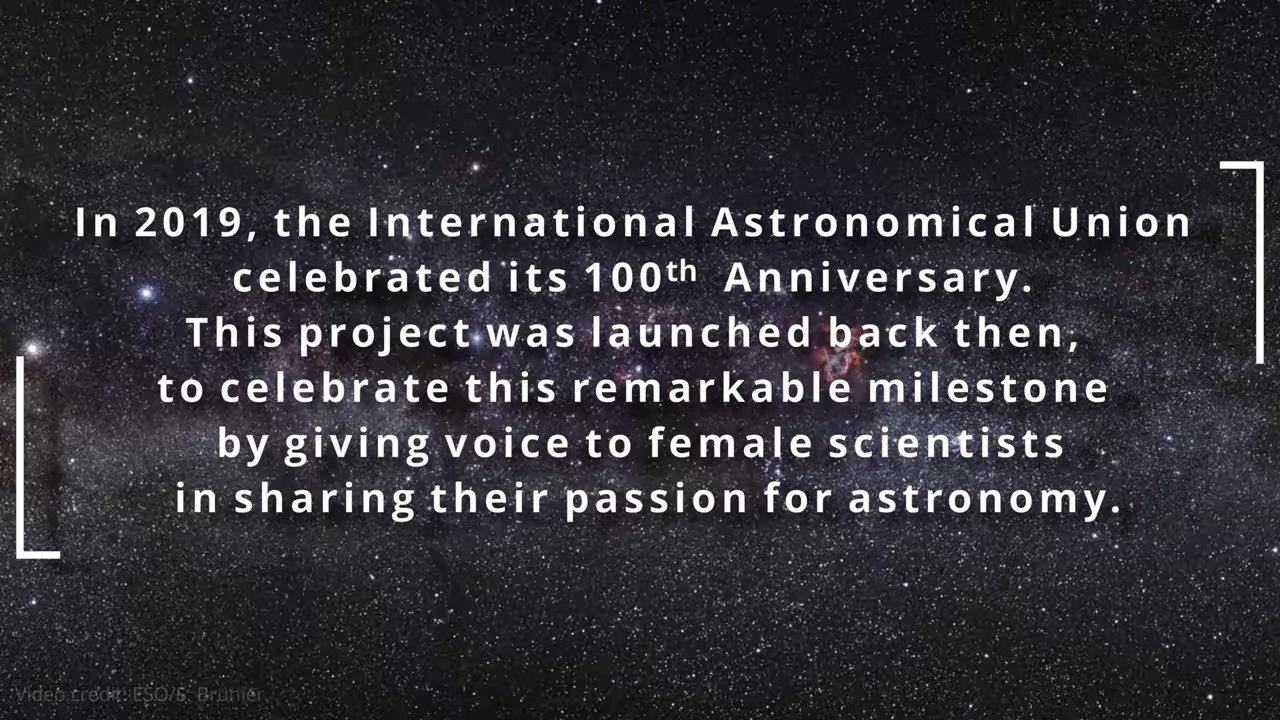 In 2019, the International Astronomical Union
celebrated its 100th Anniversary.
This project was launched back then,
to celebrate this remarkable milestone
by giving voice to female scientists
in sharing their passion for astronomy.
Video credit: ESO/S. Brunier